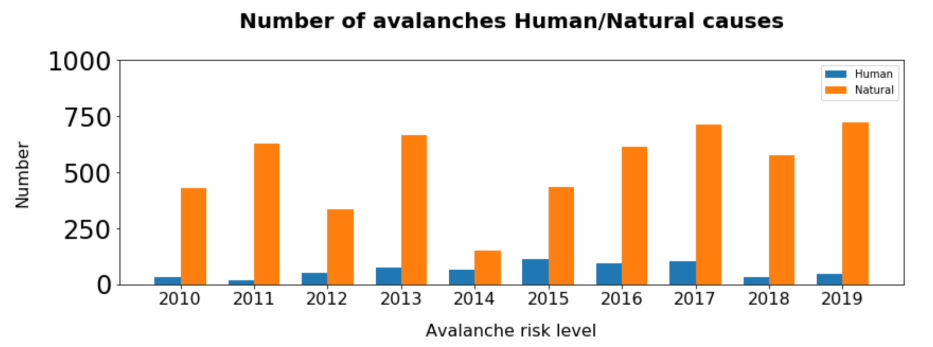 Number of avalanches Human/Natural causes
1000
750
500
250
0
Number
Human
Natural
2010 2011 2012 2013 2014 2015 2016 2017 2018 2019
Avalanche risk level